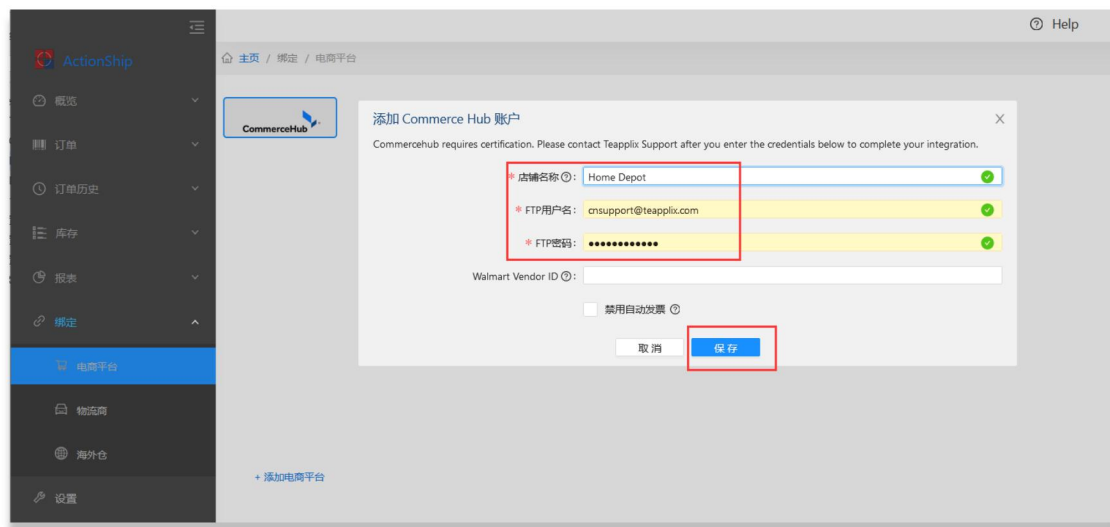 Help
ActionShip
主页 / 绑定 / 电商平台
概览
订单
订单历史
库存
报表
绑定
电商平台
物流商
海外仓
设置
CommerceHub
+ 添加电商平台
添加 Commerce Hub 账户
Commercehub requires certification. Please contact Teapplix Support after you enter the credentials below to complete your integration.
* 店铺名称: Home Depot
* FTP用户名: cnsupport@teapplix.com
* FTP密码: ●●●●●●●●●●●●
Walmart Vendor ID:
禁用自动发票
取消 保存